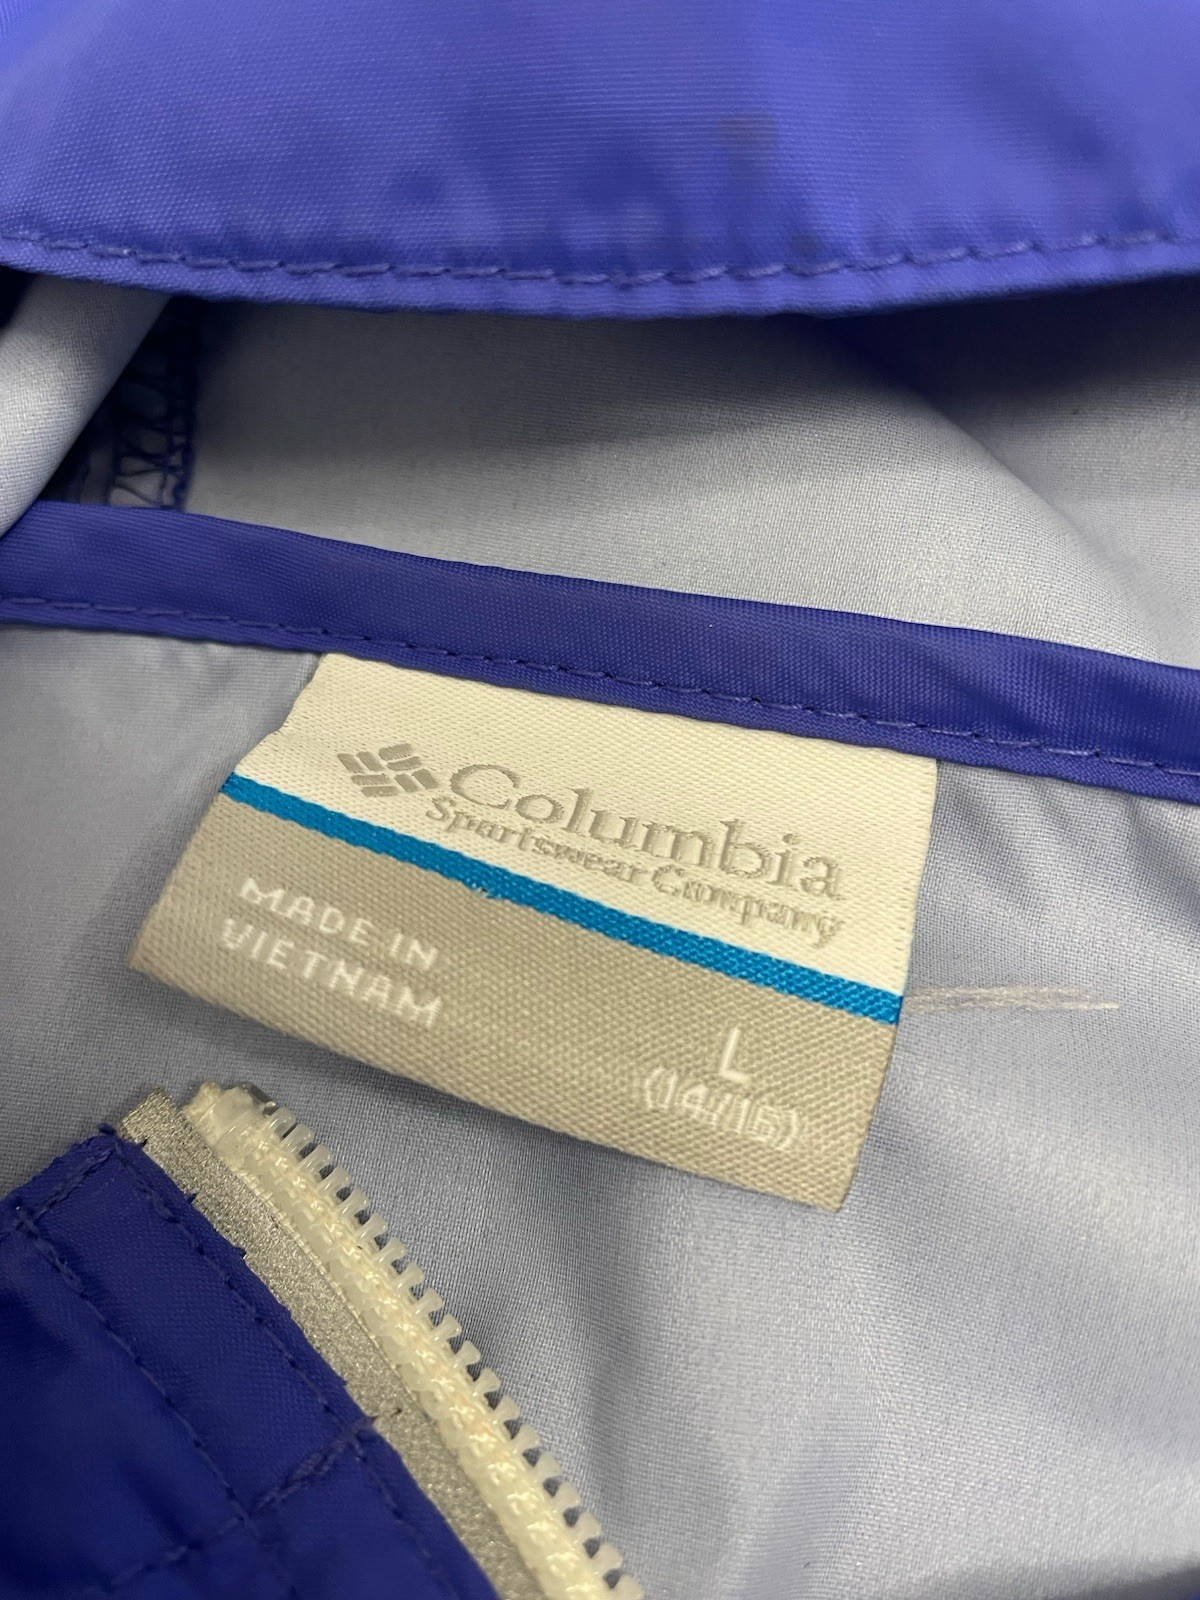 Columbia
Sportswear Company
MADE IN
VIETNAM
L
(14/16)